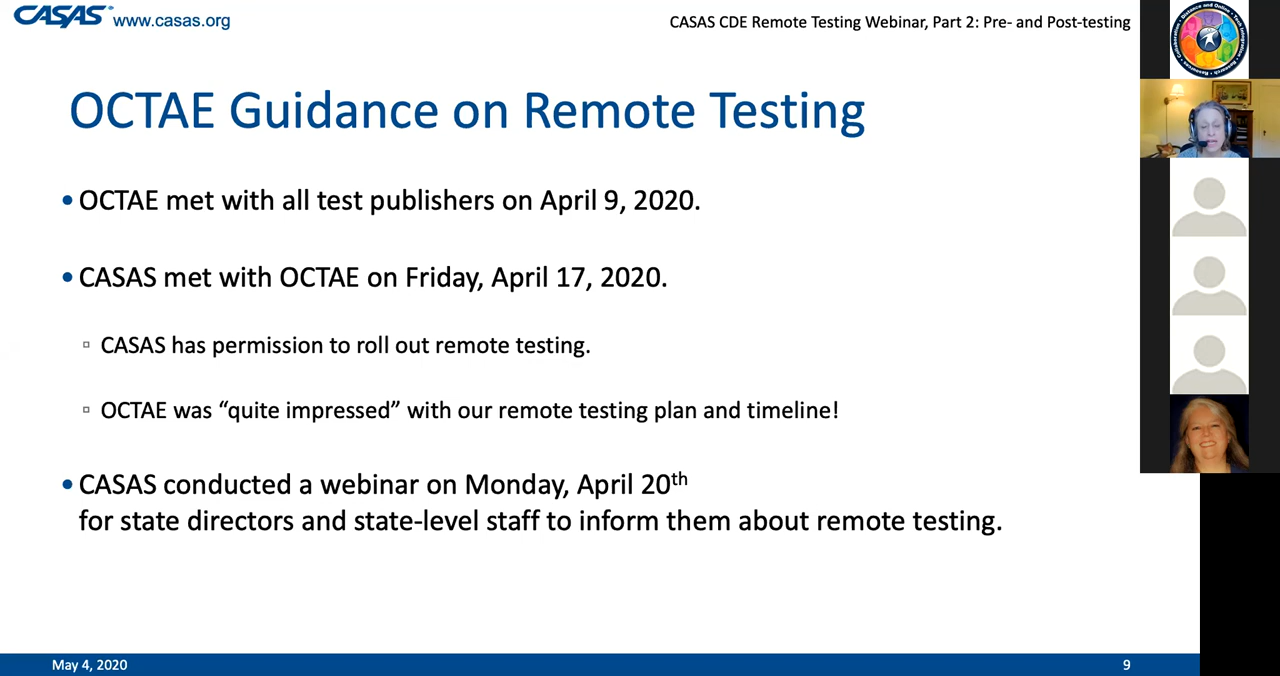 CASAS www.casas.org
CASAS CDE Remote Testing Webinar, Part 2: Pre- and Post-testing
OCTAE Guidance on Remote Testing
• OCTAE met with all test publishers on April 9, 2020.
• CASAS met with OCTAE on Friday, April 17, 2020.
▫ CASAS has permission to roll out remote testing.
▫ OCTAE was “quite impressed” with our remote testing plan and timeline!
• CASAS conducted a webinar on Monday, April 20th
for state directors and state-level staff to inform them about remote testing.
May 4, 2020
9